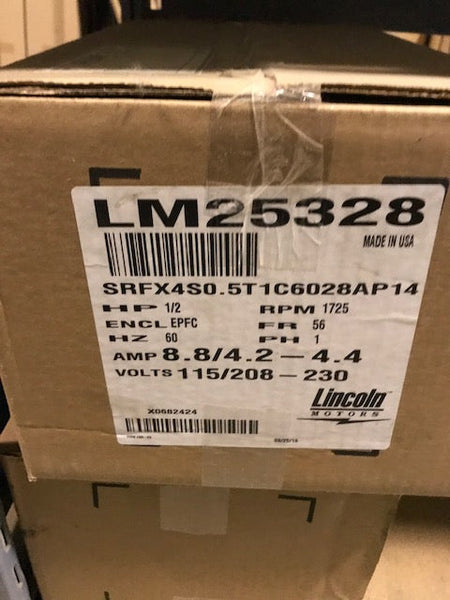 LM25328
MADE IN USA
SRFX4S0.5T1C6028AP14
HP 1/2 RPM 1725
ENCL EPFC FR 56
HZ 60 PH 1
AMP 8.8/4.2-4.4
VOLTS 115/208-230
Lincoln
MOTORS
X0882424